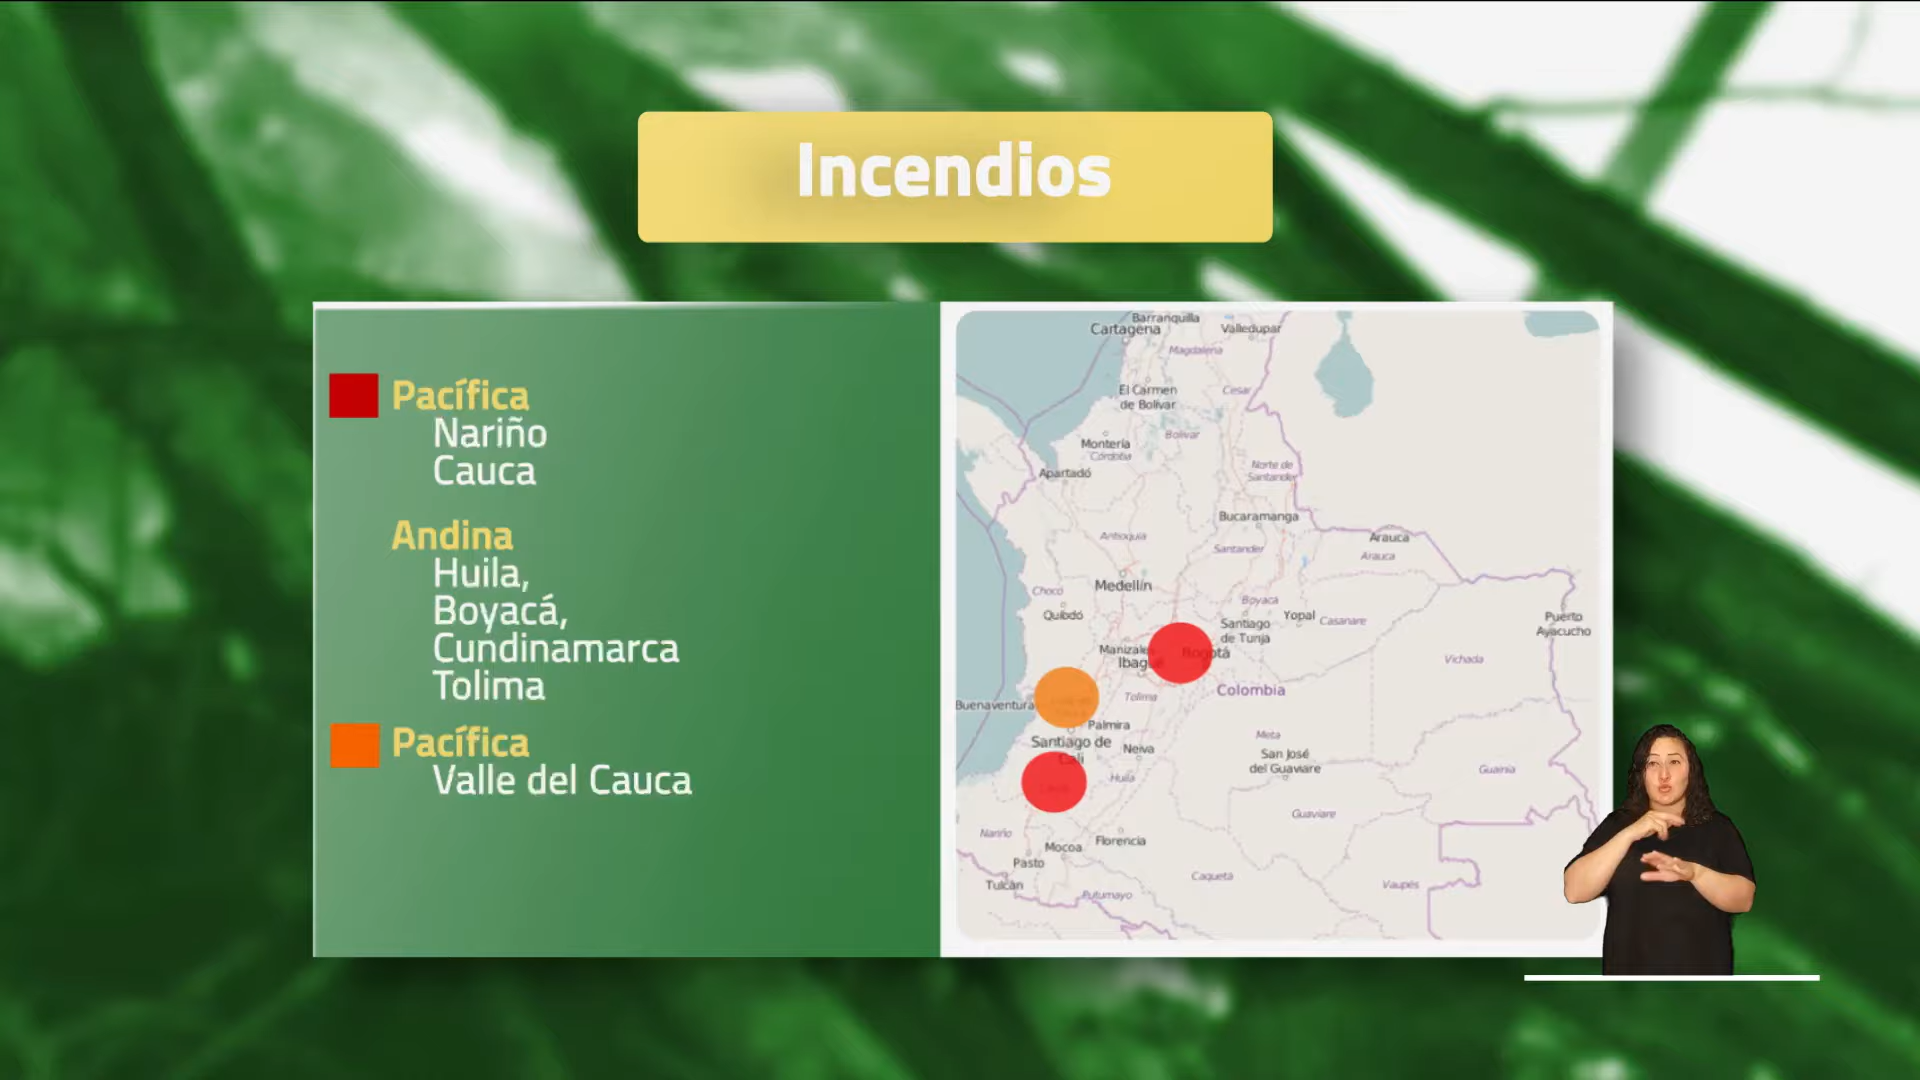 Incendios
Pacífica
Nariño
Cauca
Andina
Huila,
Boyacá,
Cundinamarca
Tolima
Pacífica
Valle del Cauca
Barranquilla
Cartagena
Valledupar
Magdalena
El Carmen
de Bolívar
Cesar
Montería
Córdoba
Bolívar
Apartadó
Norte de
Santander
Bucaramanga
Arauca
Antioquia
Santander
Arauca
Medellín
Chocó
Boyaca
Quibdó
Yopal
Casanare
Santiago
de Tunja
Puerto
Ayacucho
Manizales
Bogotá
Ibagué
Vichada
Colombia
Tolima
Buenaventura
Palmira
Santiago de
Cali
Neiva
Meta
San José
del Guaviare
Huila
Guainía
Guaviare
Nariño
Mocoa
Florencia
Pasto
Caquetá
Tulcán
Vaupés
Putumayo